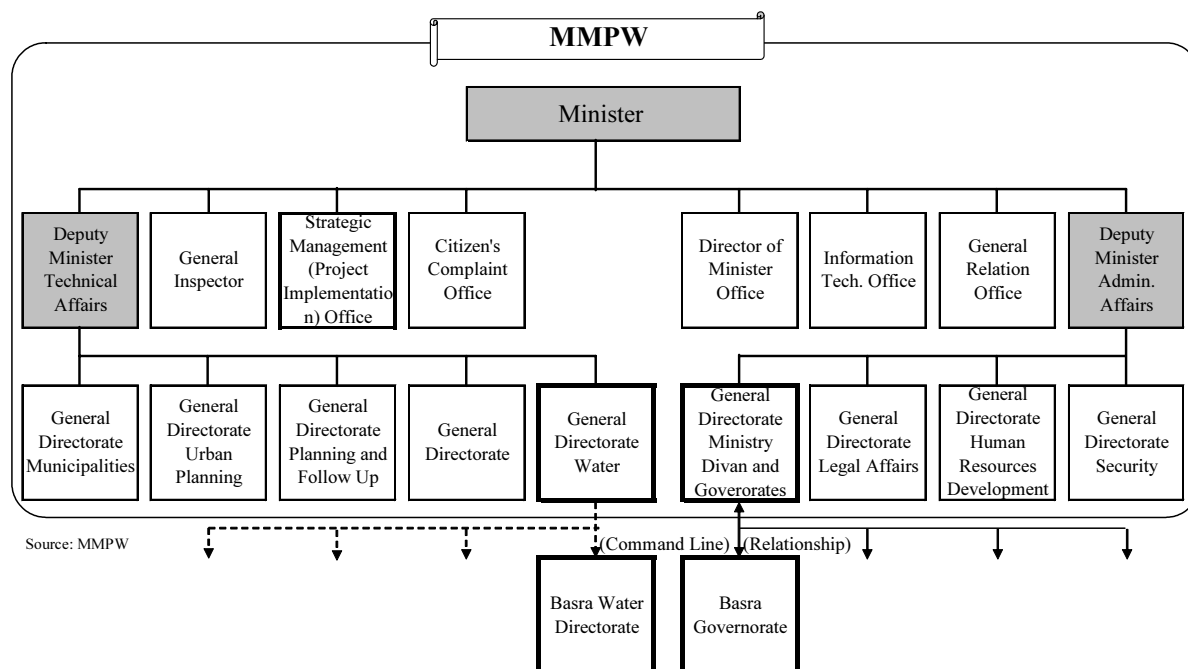 MMPW
Minister
Deputy
Minister
Technical
Affairs
General
Inspector
Strategic
Management
(Project
Implementatio
n) Office
Citizen's
Complaint
Office
Director of
Minister
Office
Information
Tech. Office
General
Relation
Office
Deputy
Minister
Admin.
Affairs
General
Directorate
Municipalities
General
Directorate
Urban
Planning
General
Directorate
Planning and
Follow Up
General
Directorate
General
Directorate
Water
General
Directorate
Ministry
Divan and
Goverorates
General
Directorate
Legal Affairs
General
Directorate
Human
Resources
Development
General
Directorate
Security
Source: MMPW
(Command Line)
(Relationship)
Basra Water
Directorate
Basra
Governorate